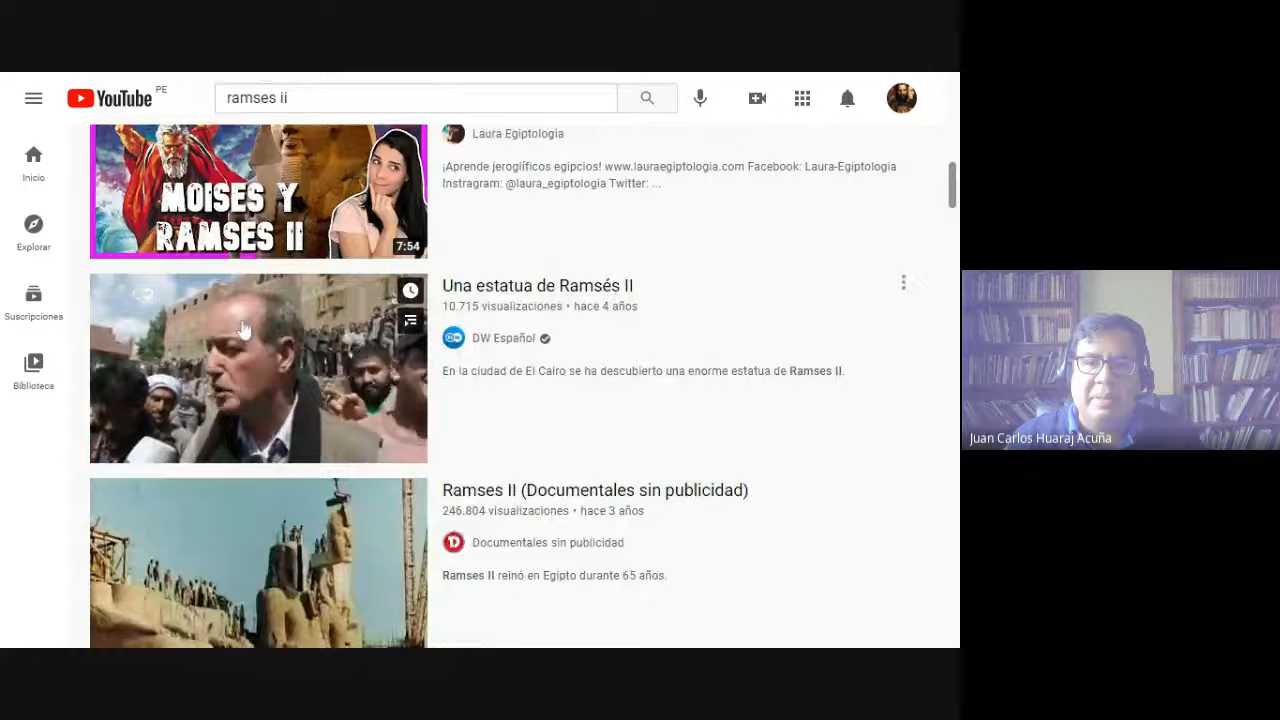 YouTube PE
ramses ii
Inicio
Explorar
Suscripciones
Biblioteca
MOISES Y
RAMSES II
7:54
Laura Egiptologia
¡Aprende jeroglíficos egipcios! www.lauraegiptologia.com Facebook: Laura-Egiptologia
Instragram: @laura_egiptologia Twitter: ...
Una estatua de Ramsés II
10.715 visualizaciones • hace 4 años
DW Español
En la ciudad de El Cairo se ha descubierto una enorme estatua de Ramses II.
Ramses II (Documentales sin publicidad)
246.804 visualizaciones • hace 3 años
Documentales sin publicidad
Ramses II reinó en Egipto durante 65 años.
Juan Carlos Huaraj Acuña